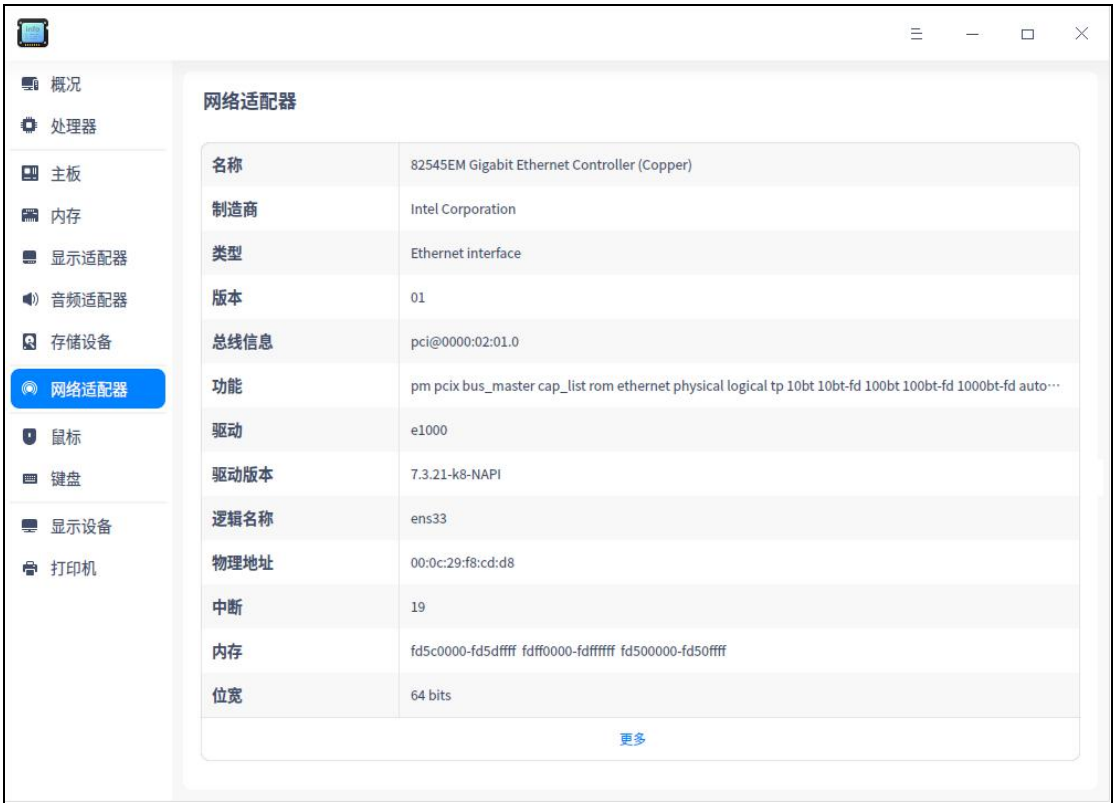 概况
处理器
主板
内存
显示适配器
音频适配器
存储设备
网络适配器
鼠标
键盘
显示设备
打印机
网络适配器
名称 82545EM Gigabit Ethernet Controller (Copper)
制造商 Intel Corporation
类型 Ethernet interface
版本 01
总线信息 pci@0000:02:01.0
功能 pm pcix bus_master cap_list rom ethernet physical logical tp 10bt 10bt-fd 100bt 100bt-fd 1000bt-fd auto…
驱动 e1000
驱动版本 7.3.21-k8-NAPI
逻辑名称 ens33
物理地址 00:0c:29:f8:cd:d8
中断 19
内存 fd5c0000-fd5dffff fdff0000-fdffffff fd500000-fd50ffff
位宽 64 bits
更多